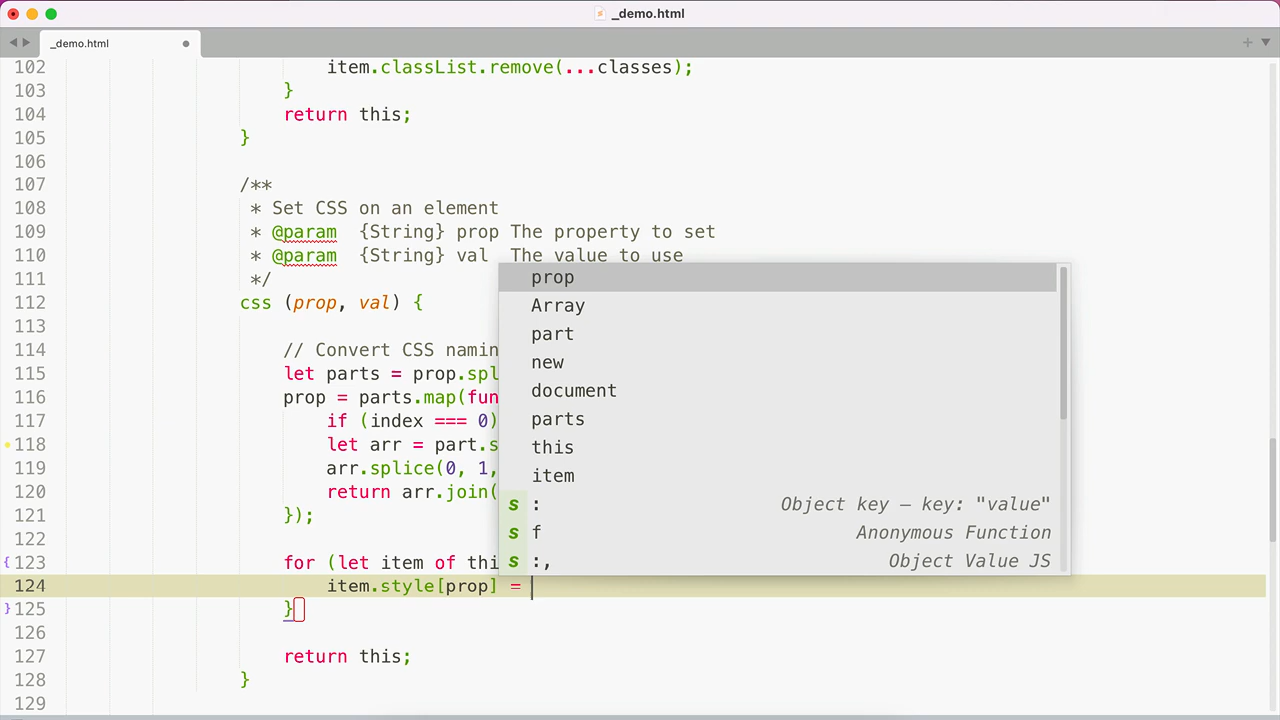 _demo.html
_demo.html
102 item.classList.remove(...classes);
103 }
104 return this;
105 }
106
107 /**
108 * Set CSS on an element
109 * @param {String} prop The property to set
110 * @param {String} val The value to use
111 */
112 css (prop, val) {
113
114 // Convert CSS namin
115 let parts = prop.spl
116 prop = parts.map(fun
117 if (index === 0)
118 let arr = part.s
119 arr.splice(0, 1,
120 return arr.join(
121 });
122
123 for (let item of thi
124 item.style[prop] =
125 }
126
127 return this;
128 }
129
prop
Array
part
new
document
parts
this
item
s : Object key – key: "value"
s f Anonymous Function
s :, Object Value JS